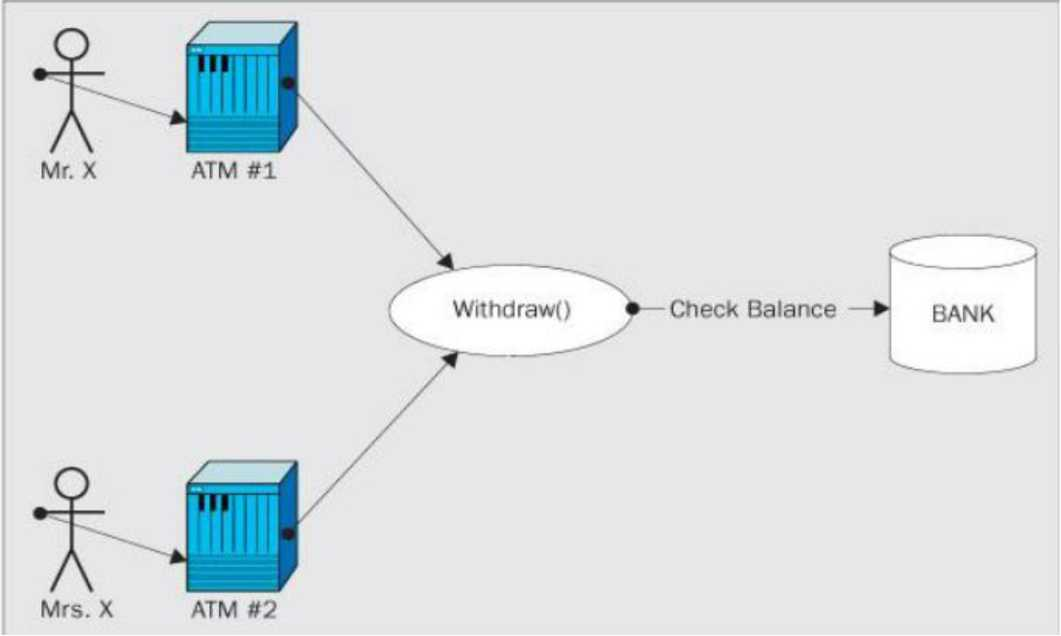 Mr. X
ATM #1
Withdraw()
Check Balance
BANK
Mrs. X
ATM #2